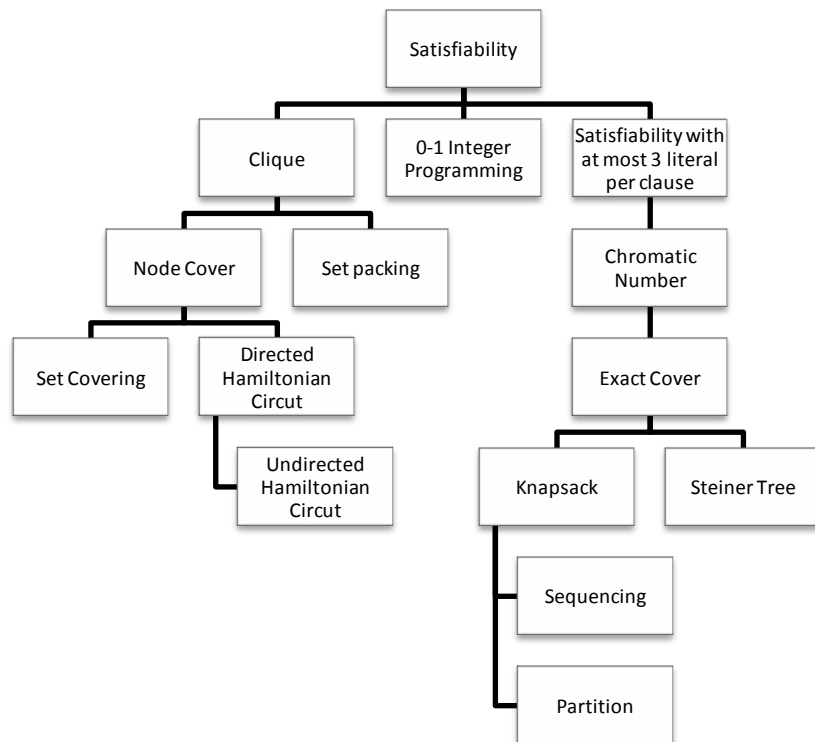 Satisfiability
Clique
0-1 Integer
Programming
Satisfiability with
at most 3 literal
per clause
Node Cover
Set packing
Chromatic
Number
Set Covering
Directed
Hamiltonian
Circut
Exact Cover
Undirected
Hamiltonian
Circut
Knapsack
Steiner Tree
Sequencing
Partition